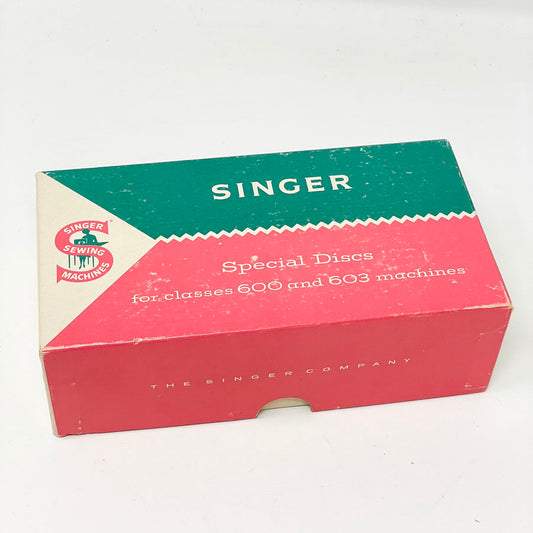 SINGER
SINGER
SEWING
MACHINES
Special Discs
for classes 600 and 603 machines
THE SINGER COMPANY